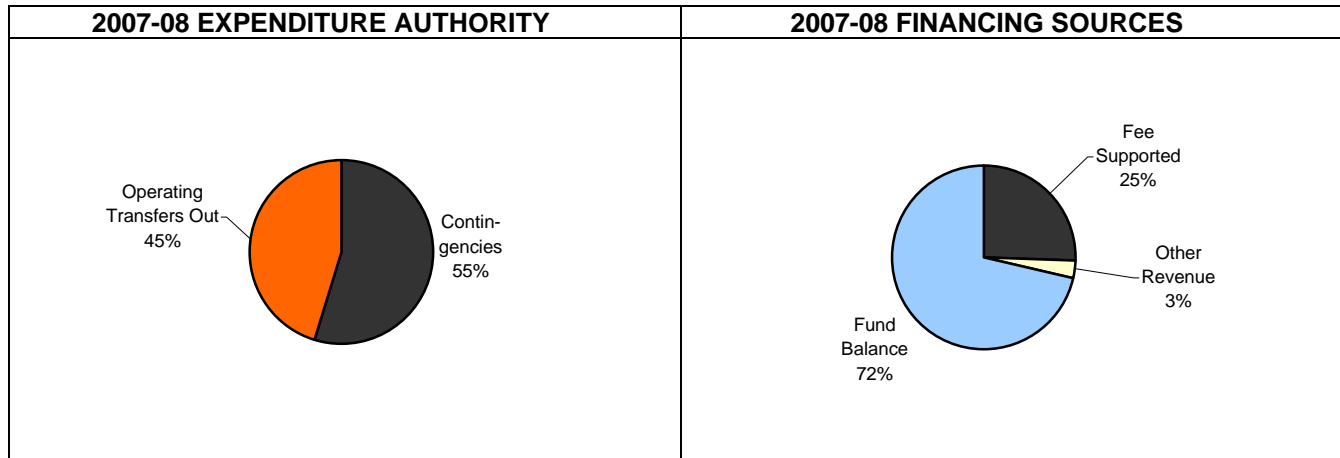 2007-08 EXPENDITURE AUTHORITY
Operating
Transfers Out
45%
Contin-
gencies
55%
2007-08 FINANCING SOURCES
Fee
Supported
25%
Other
Revenue
3%
Fund
Balance
72%